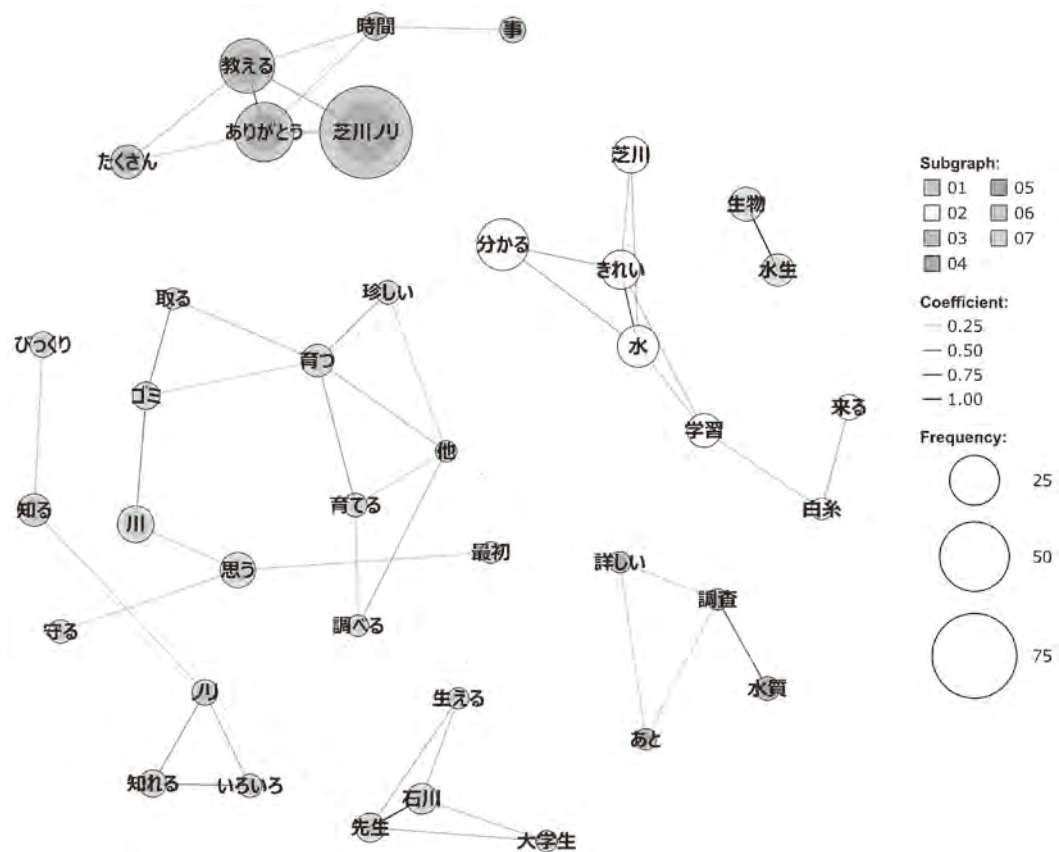 時間
事
教える
ありがとう
芝川ノリ
たくさん
芝川
分かる
きれい
水
学習
来る
白糸
生物
水生
取る
珍しい
びっくり
育つ
ゴミ
他
知る
川
育てる
思う
最初
守る
調べる
ノリ
知れる
いろいろ
生える
石川
先生
大学生
詳しい
調査
水質
あと
Subgraph:
01 05
02 06
03 07
04
Coefficient:
0.25
0.50
0.75
1.00
Frequency:
25
50
75